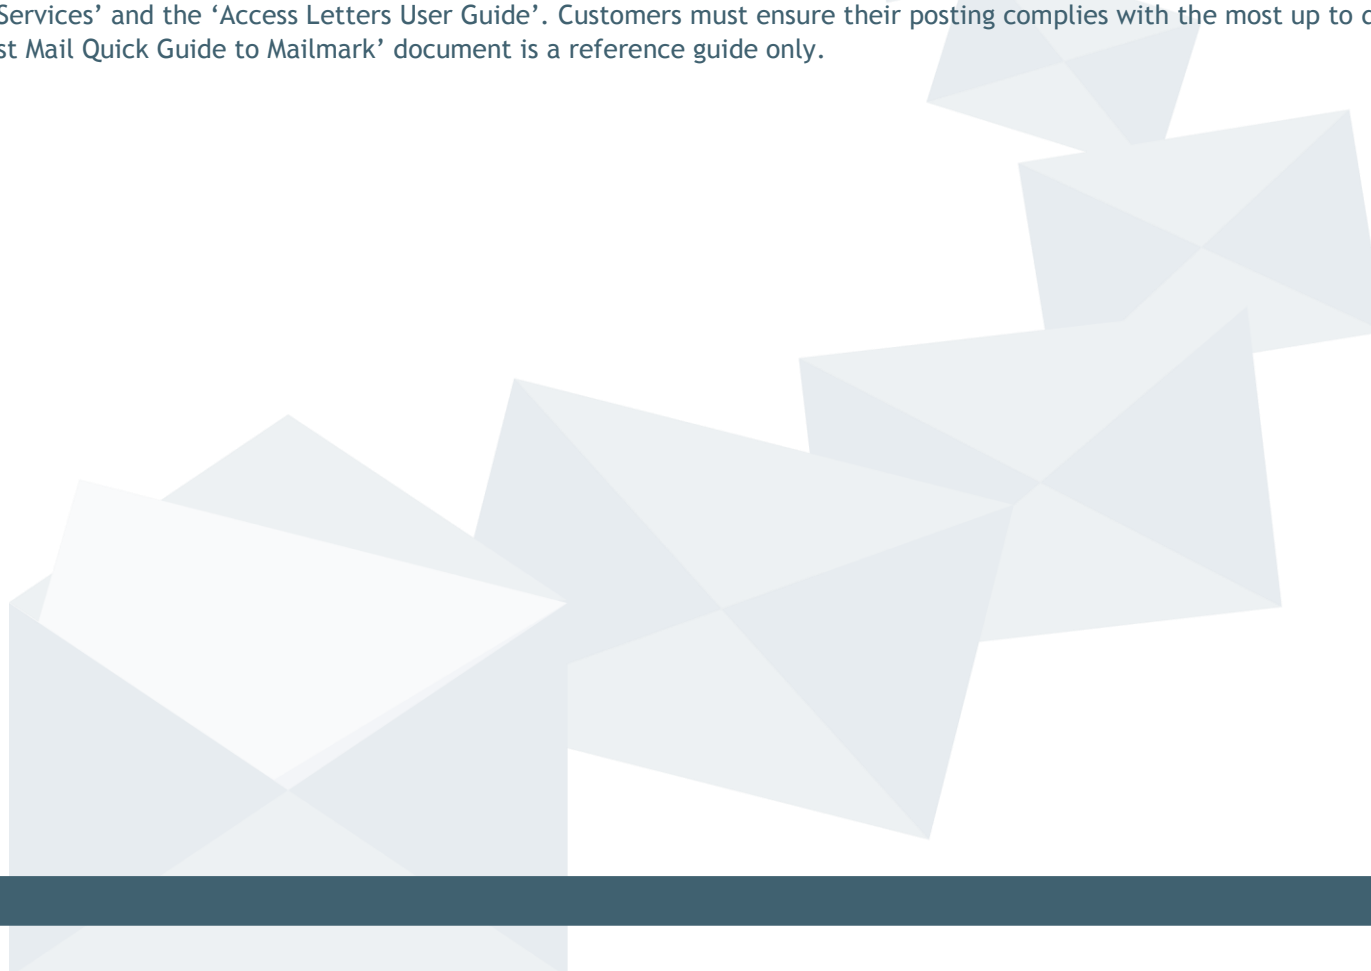 Services’ and the ‘Access Letters User Guide’. Customers must ensure their posting complies with the most up to
st Mail Quick Guide to Mailmark’ document is a reference guide only.